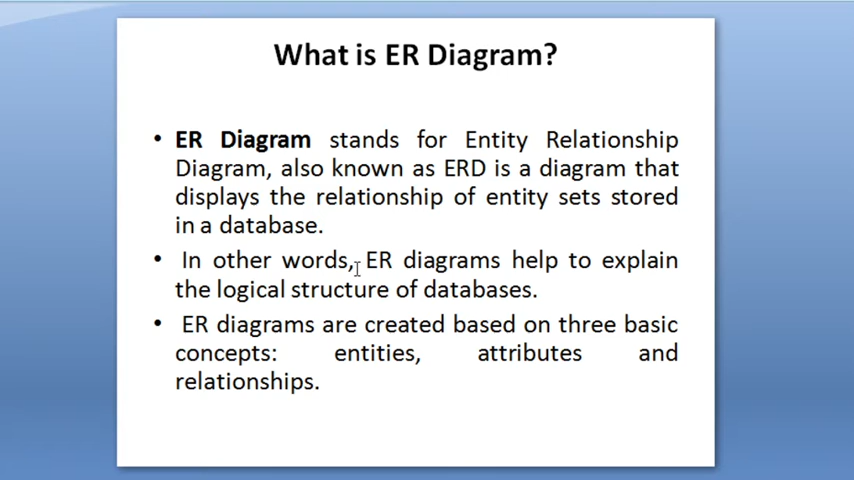 What is ER Diagram?
• ER Diagram stands for Entity Relationship
Diagram, also known as ERD is a diagram that
displays the relationship of entity sets stored
in a database.
• In other words, ER diagrams help to explain
the logical structure of databases.
• ER diagrams are created based on three basic
concepts: entities, attributes and
relationships.